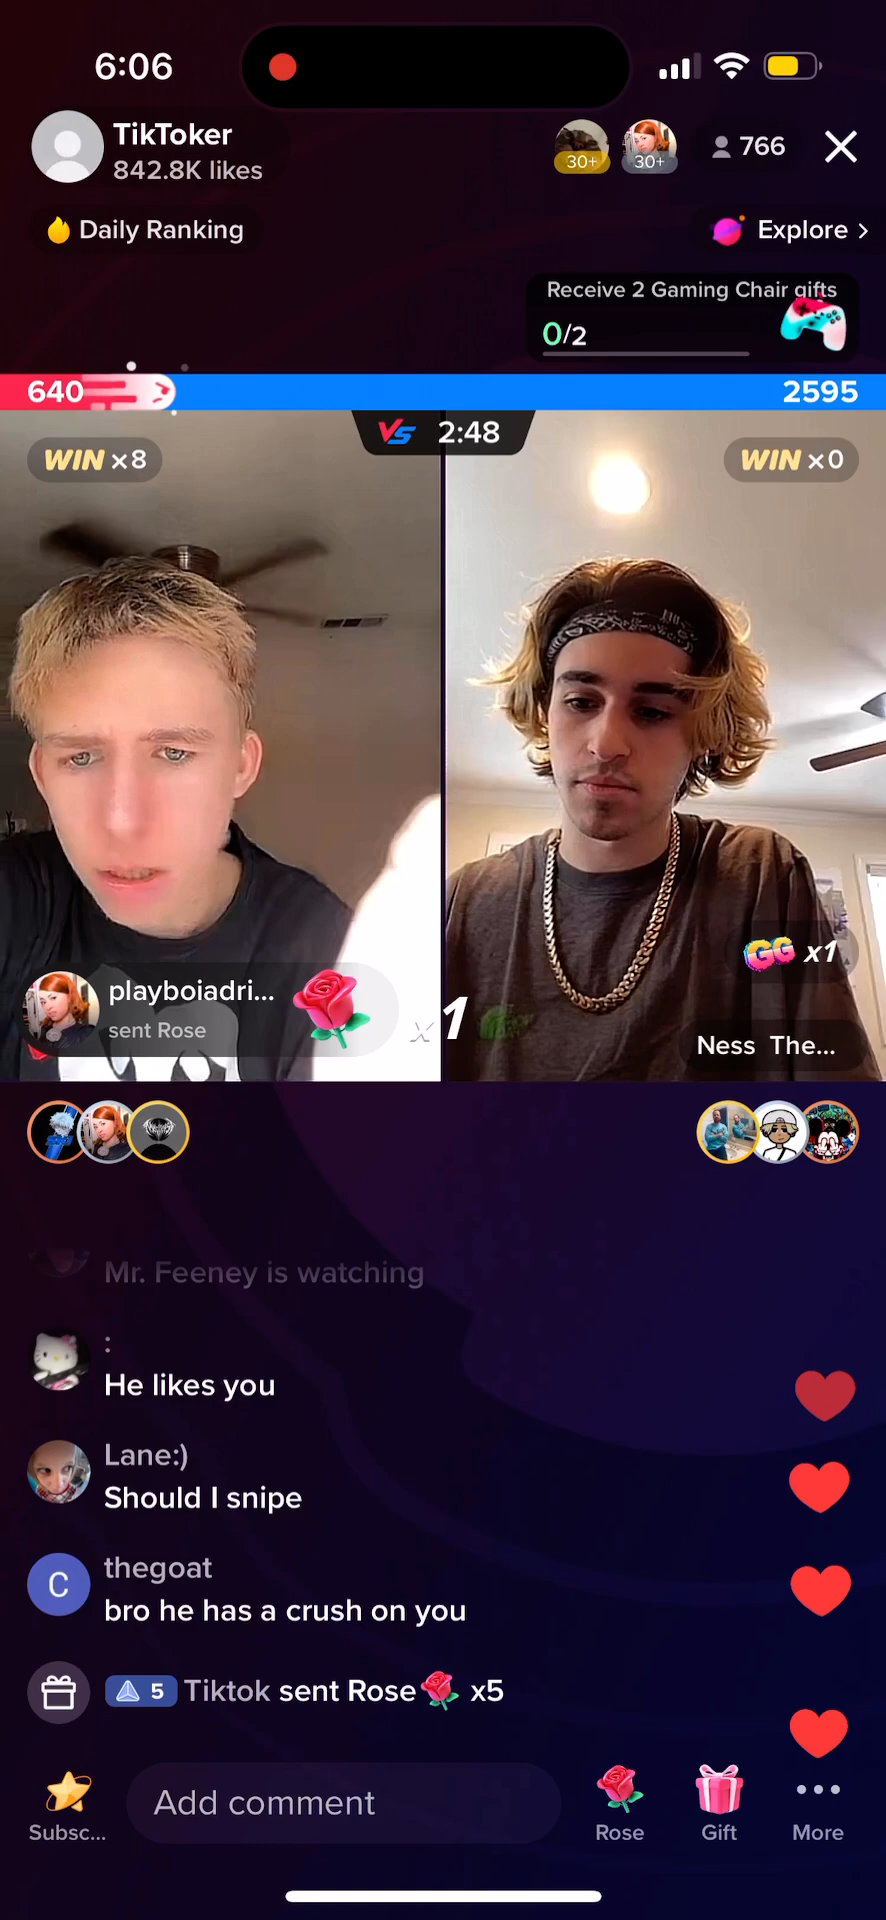 6:06
TikToker
842.8K likes
30+
30+
766
Daily Ranking
Explore >
Receive 2 Gaming Chair gifts
0/2
640
2595
VS 2:48
WIN x8
WIN x0
GG x1
playboiadri...
sent Rose
x1
Ness The...
Mr. Feeney is watching
:
He likes you
Lane:)
Should I snipe
C
thegoat
bro he has a crush on you
5 Tiktok sent Rose x5
Add comment
Subsc...
Rose
Gift
More